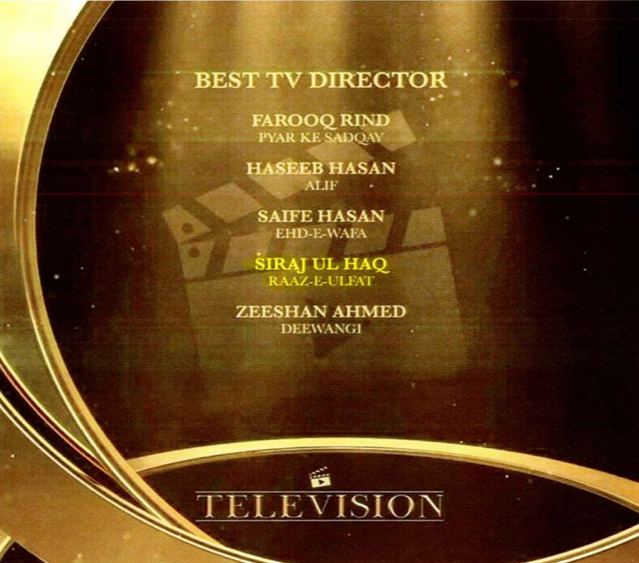 BEST TV DIRECTOR
FAROOQ RIND
PYAR KE SADQAY
HASEEB HASAN
ALIF
SAIFE HASAN
EHD-E-WAFA
SIRAJ UL HAQ
RAAZ-E-ULFAT
ZEESHAN AHMED
DEEWANGI
TELEVISION